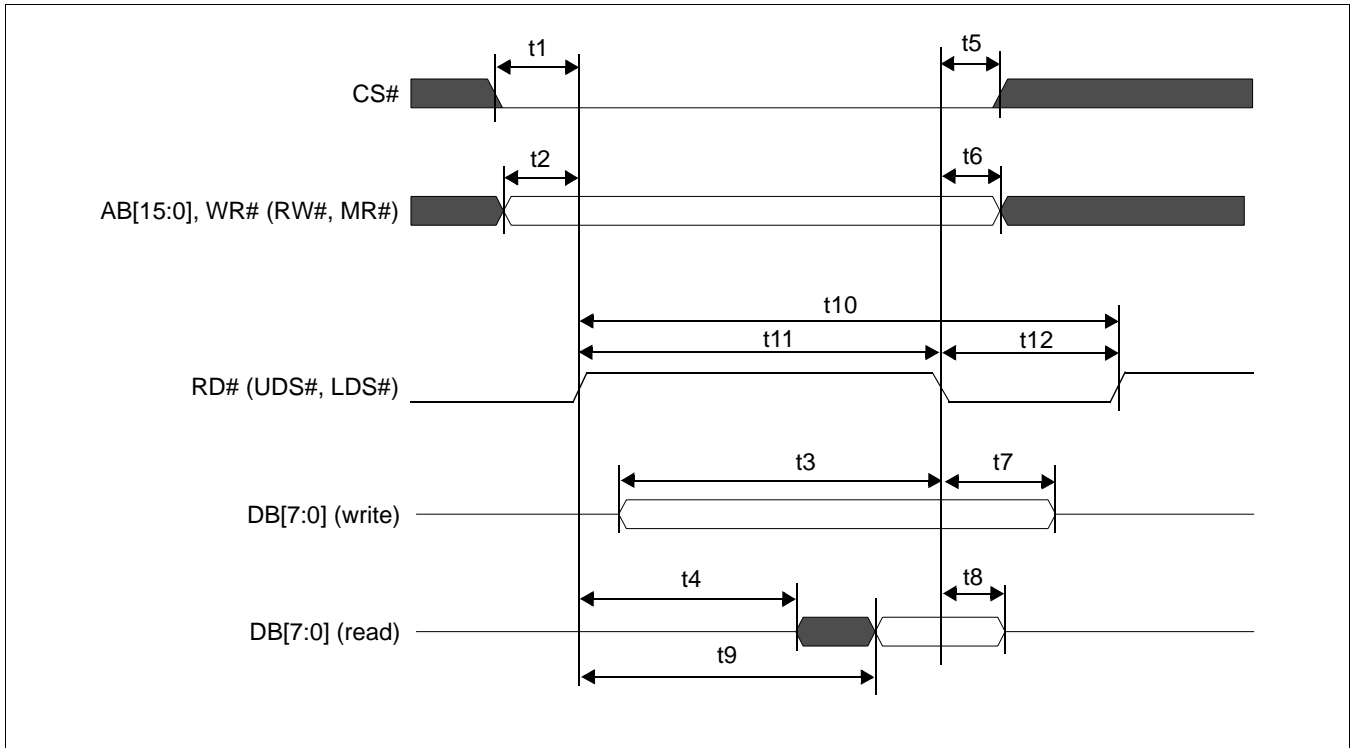 t1
t5
CS#
t2
t6
AB[15:0], WR# (RW#, MR#)
t10
t11
t12
RD# (UDS#, LDS#)
t3
t7
DB[7:0] (write)
t4
t8
DB[7:0] (read)
t9